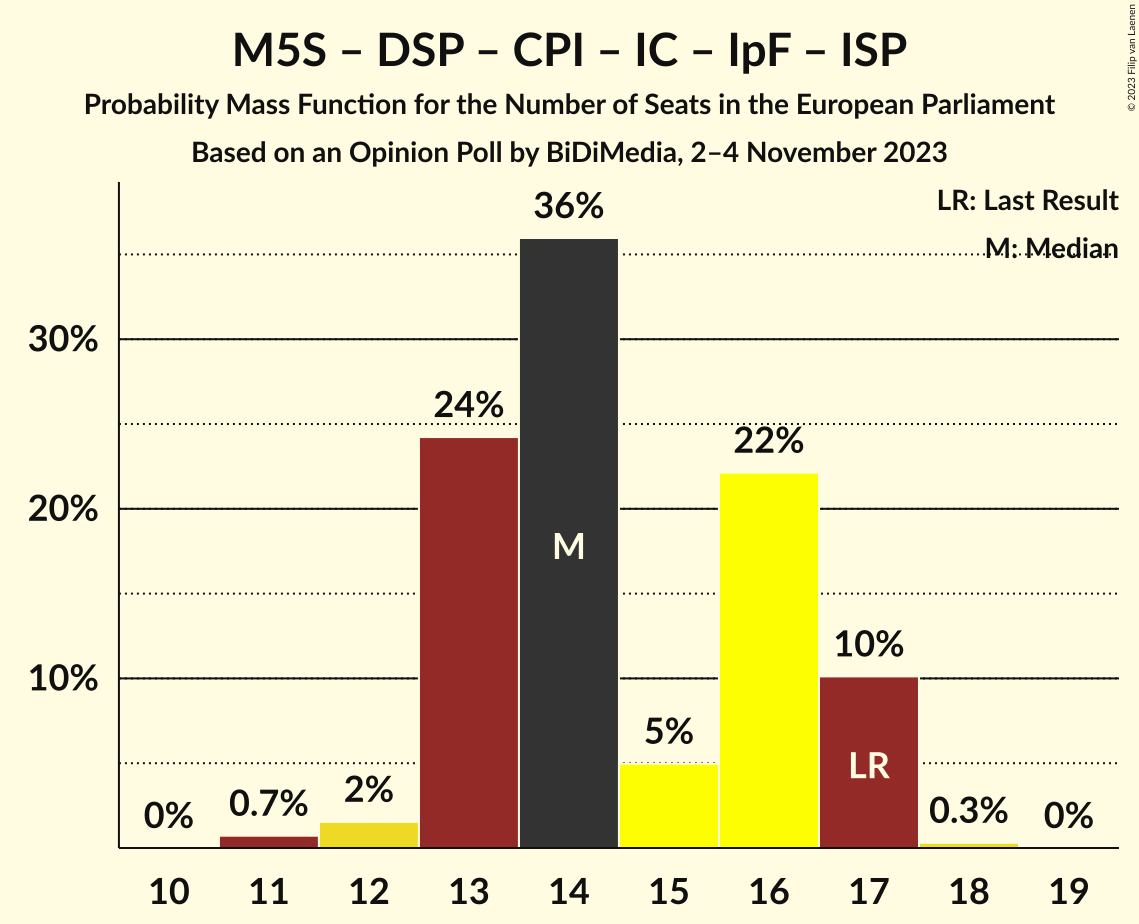 M5S – DSP – CPI – IC – IpF – ISP
Probability Mass Function for the Number of Seats in the European Parliament
Based on an Opinion Poll by BiDiMedia, 2–4 November 2023
© 2023 Filip van Laenen
LR: Last Result
M: Median
30%
20%
10%
0%
0.7%
2%
24%
36%
5%
22%
10%
0.3%
0%
M
LR
10 11 12 13 14 15 16 17 18 19